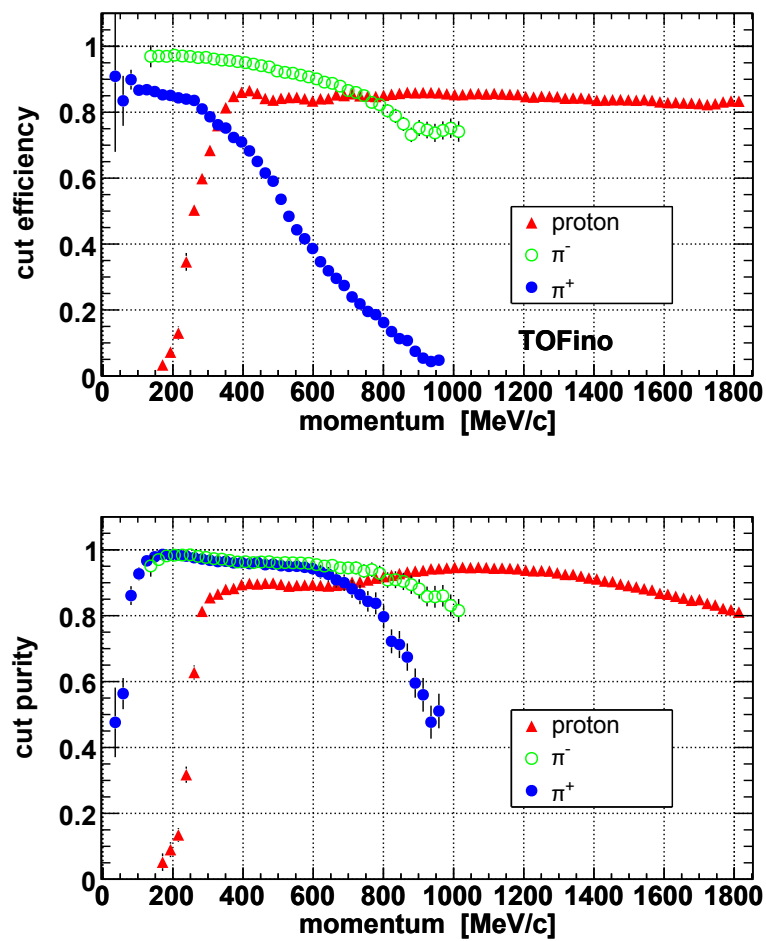 cut efficiency
1
0.8
0.6
0.4
0.2
0
proton
π-
π+
TOFino
0 200 400 600 800 1000 1200 1400 1600 1800
momentum [MeV/c]
cut purity
1
0.8
0.6
0.4
0.2
0
proton
π-
π+
0 200 400 600 800 1000 1200 1400 1600 1800
momentum [MeV/c]